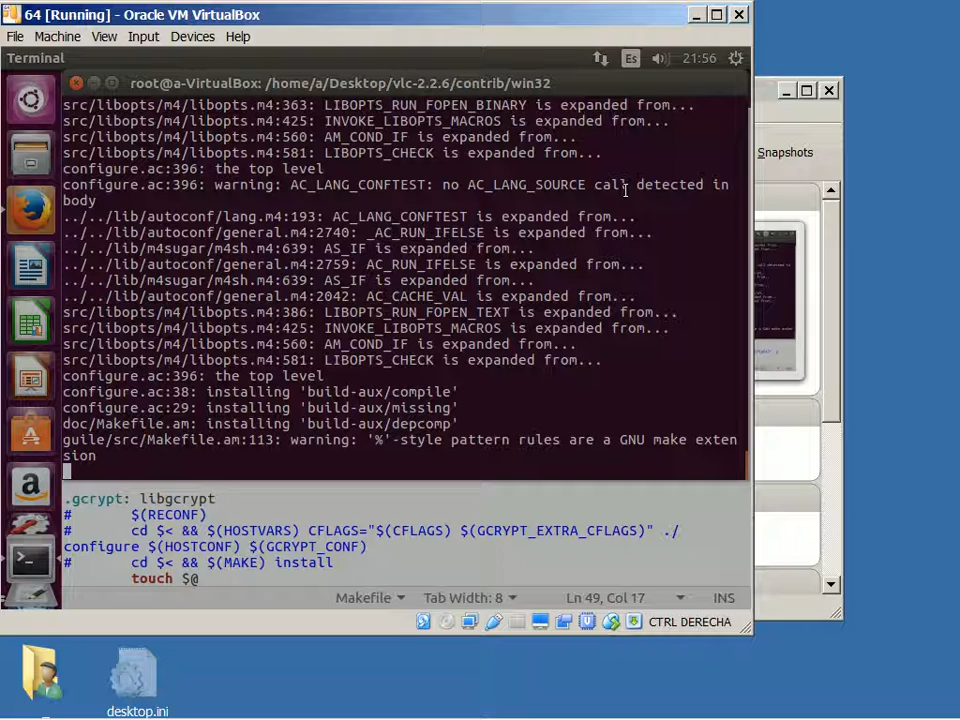 64 [Running] - Oracle VM VirtualBox
File Machine View Input Devices Help
Terminal
Es
21:56
root@a-VirtualBox: /home/a/Desktop/vlc-2.2.6/contrib/win32
src/libopts/m4/libopts.m4:363: LIBOPTS_RUN_FOPEN_BINARY is expanded from...
src/libopts/m4/libopts.m4:425: INVOKE_LIBOPTS_MACROS is expanded from...
src/libopts/m4/libopts.m4:560: AM_COND_IF is expanded from...
src/libopts/m4/libopts.m4:581: LIBOPTS_CHECK is expanded from...
configure.ac:396: the top level
configure.ac:396: warning: AC_LANG_CONFTEST: no AC_LANG_SOURCE call detected in
body
../../lib/autoconf/lang.m4:193: AC_LANG_CONFTEST is expanded from...
../../lib/autoconf/general.m4:2740: _AC_RUN_IFELSE is expanded from...
../../lib/m4sugar/m4sh.m4:639: AS_IF is expanded from...
../../lib/autoconf/general.m4:2759: AC_RUN_IFELSE is expanded from...
../../lib/m4sugar/m4sh.m4:639: AS_IF is expanded from...
../../lib/autoconf/general.m4:2042: AC_CACHE_VAL is expanded from...
src/libopts/m4/libopts.m4:386: LIBOPTS_RUN_FOPEN_TEXT is expanded from...
src/libopts/m4/libopts.m4:425: INVOKE_LIBOPTS_MACROS is expanded from...
src/libopts/m4/libopts.m4:560: AM_COND_IF is expanded from...
src/libopts/m4/libopts.m4:581: LIBOPTS_CHECK is expanded from...
configure.ac:396: the top level
configure.ac:38: installing 'build-aux/compile'
configure.ac:29: installing 'build-aux/missing'
doc/Makefile.am: installing 'build-aux/depcomp'
guile/src/Makefile.am:113: warning: '%'-style pattern rules are a GNU make exten
sion
.gcrypt: libgcrypt
# $(RECONF)
# cd $< && $(HOSTVARS) CFLAGS="$(CFLAGS) $(GCRYPT_EXTRA_CFLAGS)" ./
configure $(HOSTCONF) $(GCRYPT_CONF)
# cd $< && $(MAKE) install
touch $@
Makefile Tab Width: 8 Ln 49, Col 17 INS
CTRL DERECHA
Snapshots
desktop.ini